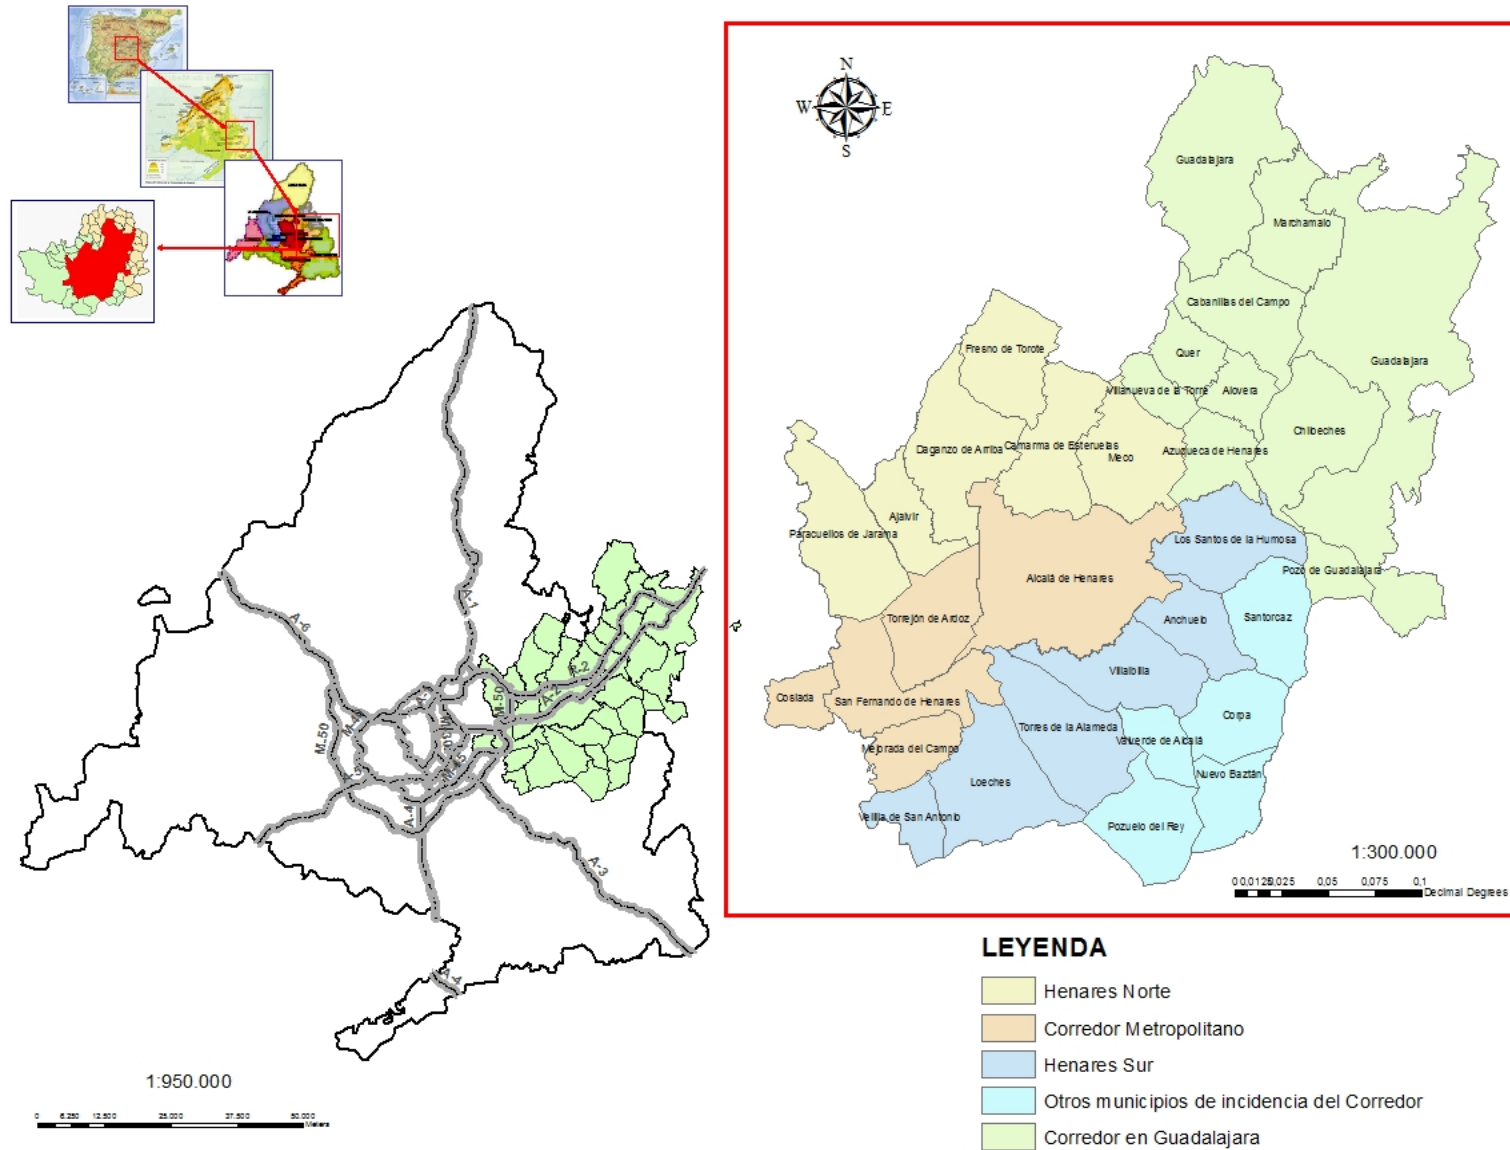 N
W E
S
Guadalajara
Marchamalo
Cabanillas del Campo
Fresno de Torote
Quer
Guadalajara
Villanueva de la Torre
Alovera
Chiloeches
Daganzo de Arriba
Camarma de Esteruelas
Meco
Azuqueca de Henares
Ajalvir
Paracuellos de Jarama
Los Santos de la Humosa
Alcalá de Henares
Pozo de Guadalajara
Torrejón de Ardoz
Anchuelo
Santorcaz
Villalbilla
Coslada
San Fernando de Henares
Corpa
Torres de la Alameda
Valverde de Alcalá
Mejorada del Campo
Loeches
Nuevo Baztán
Velilla de San Antonio
Pozuelo del Rey
1:300.000
0 0,0125 0,025 0,05 0,075 0,1
Decimal Degrees
A-1
A-6
R-2
A-2
M-50
M-50
M-40
A-5
M-45
A-4
A-3
A-4
1:950.000
0 6.250 12.500 25.000 37.500 50.000
Meters
LEYENDA
Henares Norte
Corredor Metropolitano
Henares Sur
Otros municipios de incidencia del Corredor
Corredor en Guadalajara